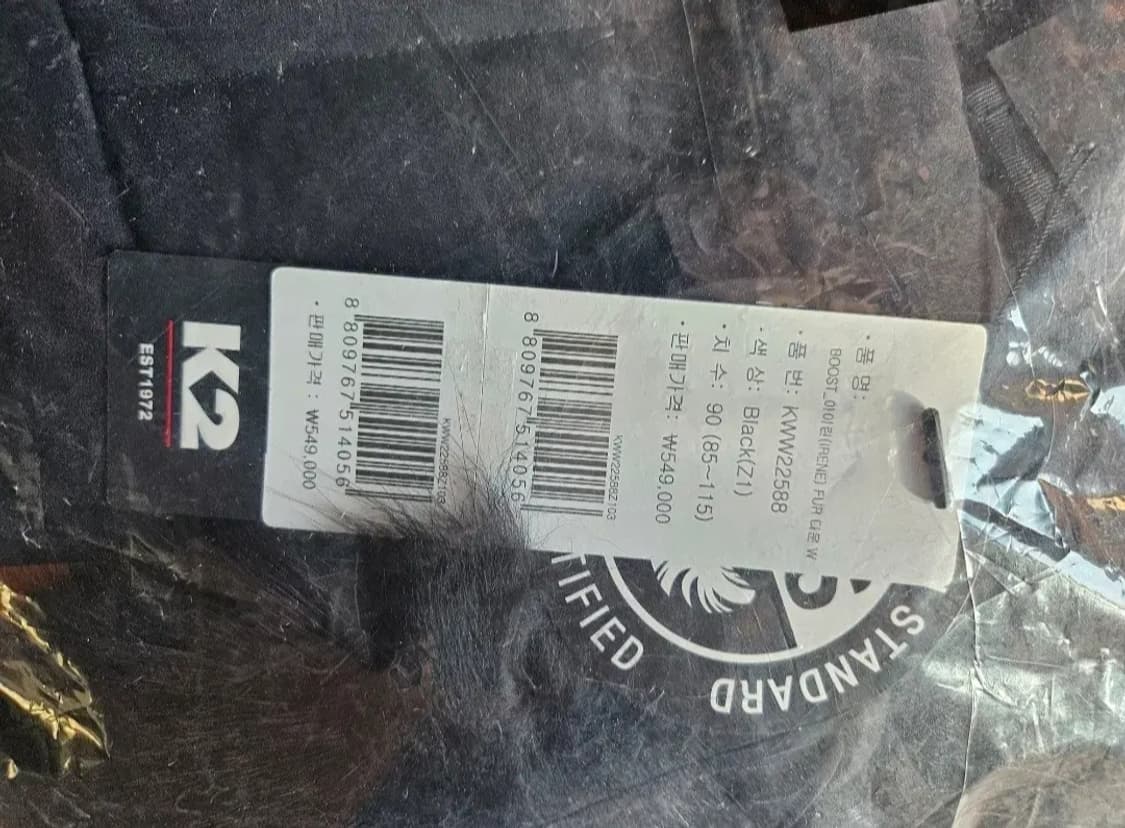 · 품 명:
BOOST_아이린(IRENE) FUR 다운 W
· 품 번: KWW22588
· 색 상: Black(Z1)
· 치 수: 90 (85~115)
· 판매가격: ₩549,000
KWW22588Z103
8 809767 514056
KWW22588Z103
8 809767 514056
· 판매가격 : ₩549,000
K2
EST1972
STANDARD
TIFIED